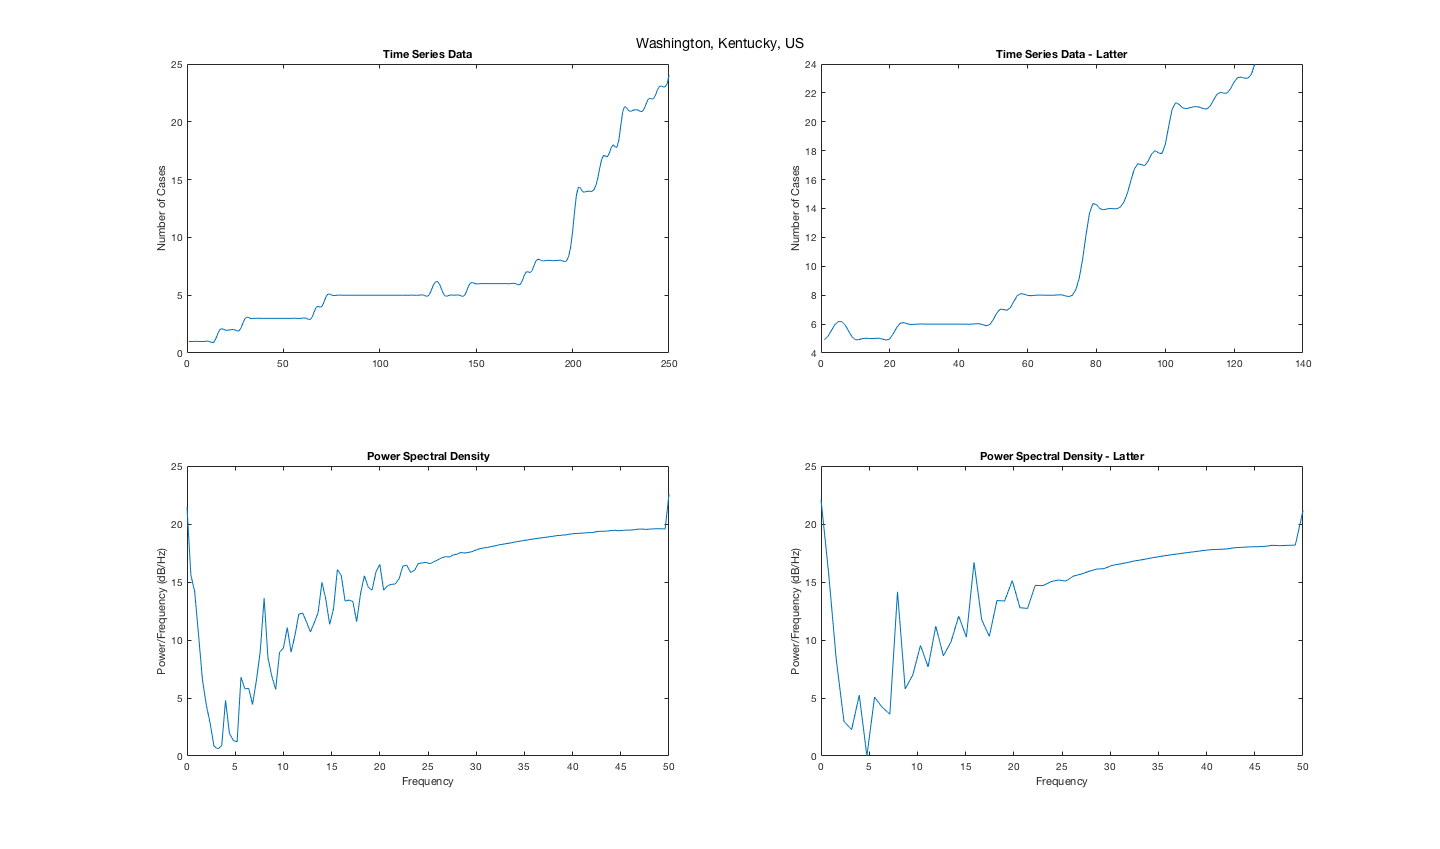 Washington, Kentucky, US
Time Series Data
Number of Cases
25
20
15
10
5
0
0 50 100 150 200 250
Time Series Data - Latter
Number of Cases
24
22
20
18
16
14
12
10
8
6
4
0 20 40 60 80 100 120 140
Power Spectral Density
Power/Frequency (dB/Hz)
25
20
15
10
5
0
0 5 10 15 20 25 30 35 40 45 50
Frequency
Power Spectral Density - Latter
Power/Frequency (dB/Hz)
25
20
15
10
5
0
0 5 10 15 20 25 30 35 40 45 50
Frequency